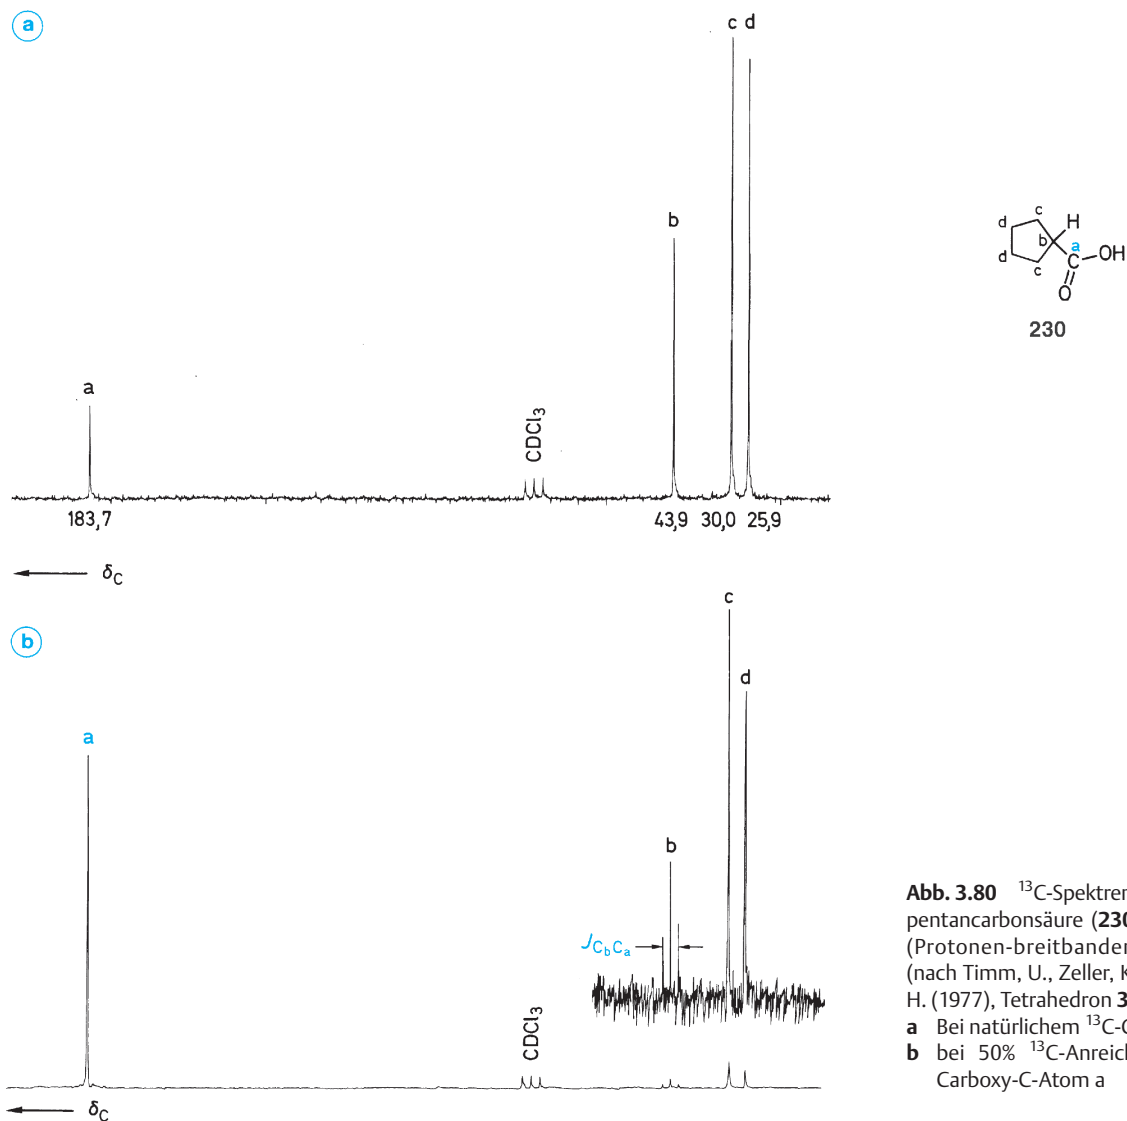 a
c d
b
a
CDCl3
183,7 43,9 30,0 25,9
δC
c
H
d
b
a
C OH
d
c
O
230
b
c
d
a
b
JCbCa
CDCl3
δC
Abb. 3.80 13C-Spektren
pentancarbonsäure (230
(Protonen-breitbanden
(nach Timm, U., Zeller, K
H. (1977), Tetrahedron 3
a Bei natürlichem 13C-G
b bei 50% 13C-Anreich
Carboxy-C-Atom a